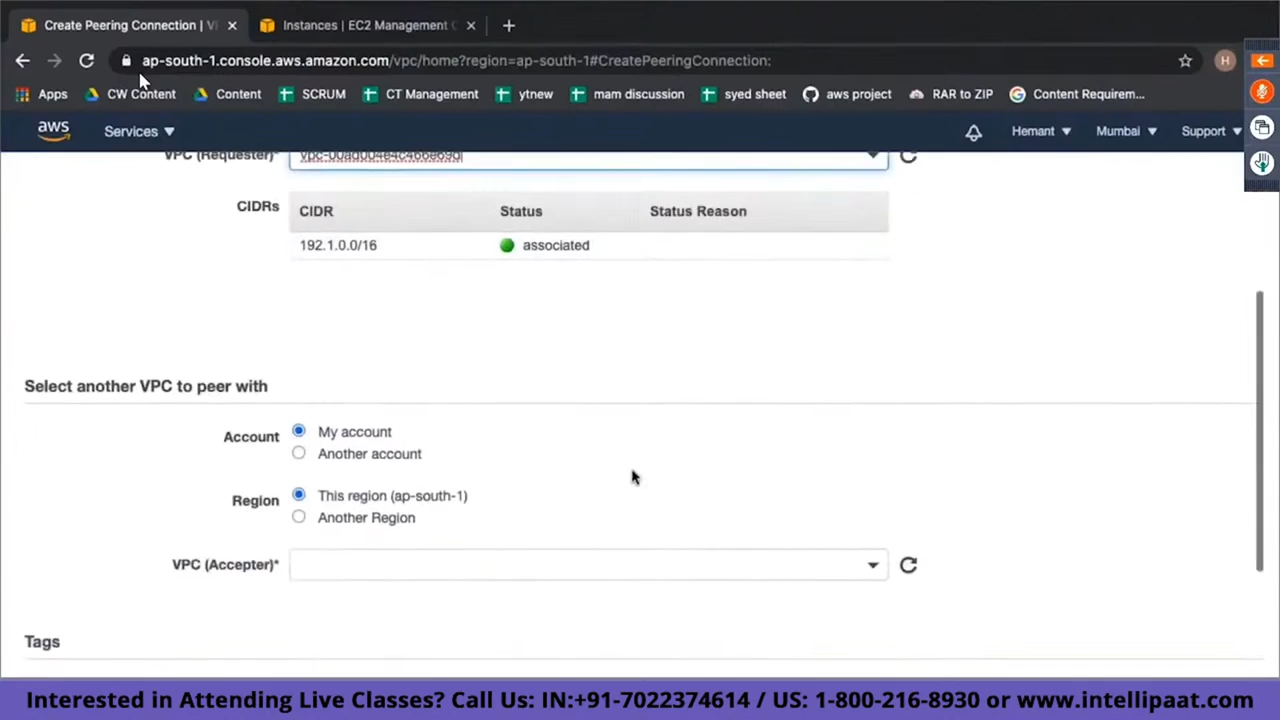 Create Peering Connection | V
Instances | EC2 Management C
ap-south-1.console.aws.amazon.com/vpc/home?region=ap-south-1#CreatePeeringConnection:
H
Apps
CW Content
Content
SCRUM
CT Management
ytnew
mam discussion
syed sheet
aws project
RAR to ZIP
Content Requirem...
aws
Services
Hemant
Mumbai
Support
VPC (Requester)*
CIDRs
CIDR Status Status Reason
192.1.0.0/16 associated
Select another VPC to peer with
Account
My account
Another account
Region
This region (ap-south-1)
Another Region
VPC (Accepter)*
Tags
Interested in Attending Live Classes? Call Us: IN:+91-7022374614 / US: 1-800-216-8930 or www.intellipaat.com